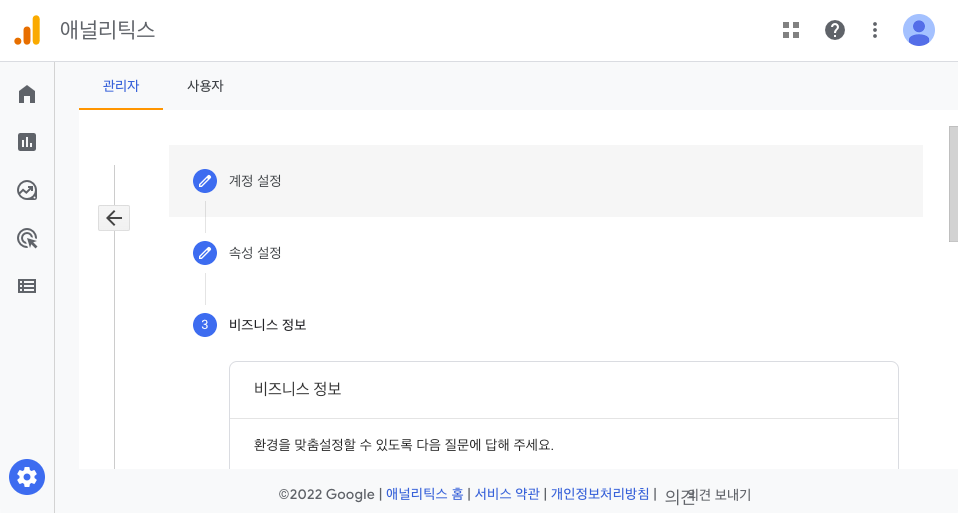 애널리틱스
관리자 사용자
계정 설정
속성 설정
3 비즈니스 정보
비즈니스 정보
환경을 맞춤설정할 수 있도록 다음 질문에 답해 주세요.
©2022 Google | 애널리틱스 홈 | 서비스 약관 | 개인정보처리방침 | 의견 의견 보내기